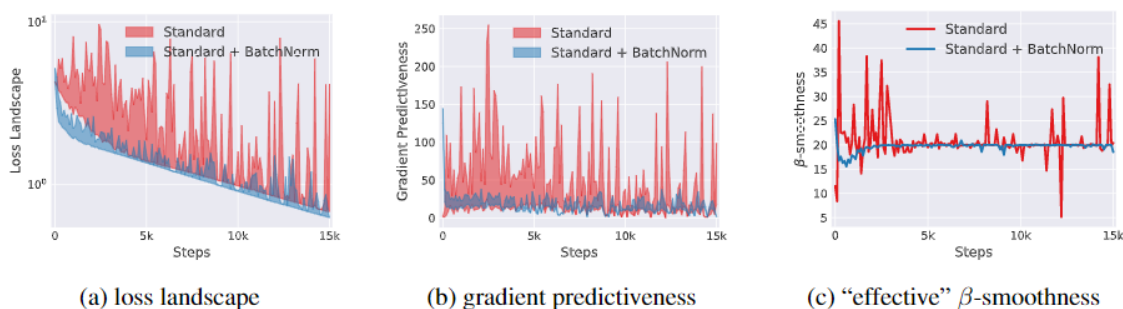 10¹
10⁰
Loss Landscape
Standard
Standard + BatchNorm
0 5k 10k 15k
Steps
(a) loss landscape
250
200
150
100
50
0
Gradient Predictiveness
Standard
Standard + BatchNorm
0 5k 10k 15k
Steps
(b) gradient predictiveness
45
40
35
30
25
20
15
10
5
β-smoothness
Standard
Standard + BatchNorm
0 5k 10k 15k
Steps
(c) “effective” β-smoothness